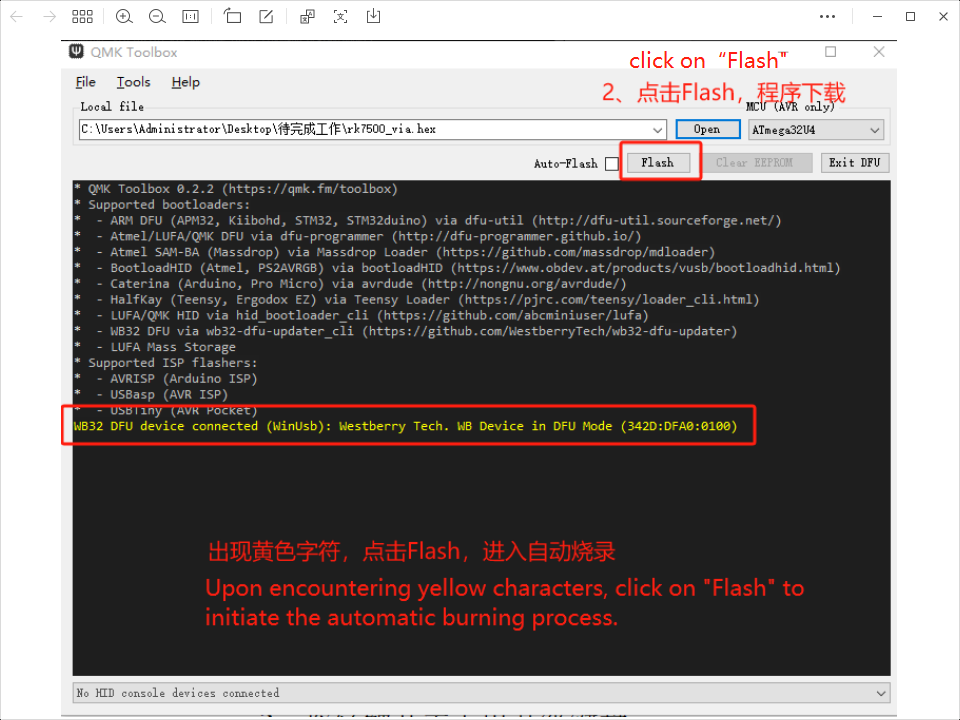 QMK Toolbox
click on “Flash"
File Tools Help
2、点击Flash，程序下载
Local file
MCU (AVR only)
C:\Users\Administrator\Desktop\待完成工作\rk7500_via.hex
Open
ATmega32U4
Auto-Flash
Flash
Clear EEPROM
Exit DFU
* QMK Toolbox 0.2.2 (https://qmk.fm/toolbox)
* Supported bootloaders:
*  - ARM DFU (APM32, Kiibohd, STM32, STM32duino) via dfu-util (http://dfu-util.sourceforge.net/)
*  - Atmel/LUFA/QMK DFU via dfu-programmer (http://dfu-programmer.github.io/)
*  - Atmel SAM-BA (Massdrop) via Massdrop Loader (https://github.com/massdrop/mdloader)
*  - BootloadHID (Atmel, PS2AVRGB) via bootloadHID (https://www.obdev.at/products/vusb/bootloadhid.html)
*  - Caterina (Arduino, Pro Micro) via avrdude (http://nongnu.org/avrdude/)
*  - HalfKay (Teensy, Ergodox EZ) via Teensy Loader (https://pjrc.com/teensy/loader_cli.html)
*  - LUFA/QMK HID via hid_bootloader_cli (https://github.com/abcminiuser/lufa)
*  - WB32 DFU via wb32-dfu-updater_cli (https://github.com/WestberryTech/wb32-dfu-updater)
*  - LUFA Mass Storage
* Supported ISP flashers:
*  - AVRISP (Arduino ISP)
*  - USBasp (AVR ISP)
*  - USBTiny (AVR Pocket)
WB32 DFU device connected (WinUsb): Westberry Tech. WB Device in DFU Mode (342D:DFA0:0100)
出现黄色字符，点击Flash，进入自动烧录
Upon encountering yellow characters, click on "Flash" to
initiate the automatic burning process.
No HID console devices connected